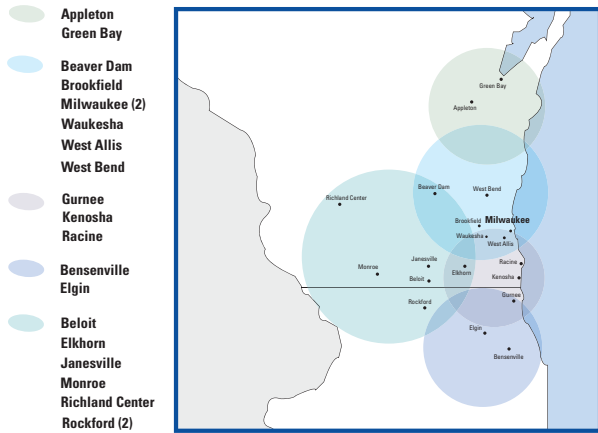 Appleton
Green Bay
Beaver Dam
Brookfield
Milwaukee (2)
Waukesha
West Allis
West Bend
Gurnee
Kenosha
Racine
Bensenville
Elgin
Beloit
Elkhorn
Janesville
Monroe
Richland Center
Rockford (2)
Green Bay
Appleton
Beaver Dam
West Bend
Richland Center
Brookfield
Milwaukee
Waukesha
West Allis
Janesville
Racine
Monroe
Elkhorn
Beloit
Kenosha
Gurnee
Rockford
Elgin
Bensenville